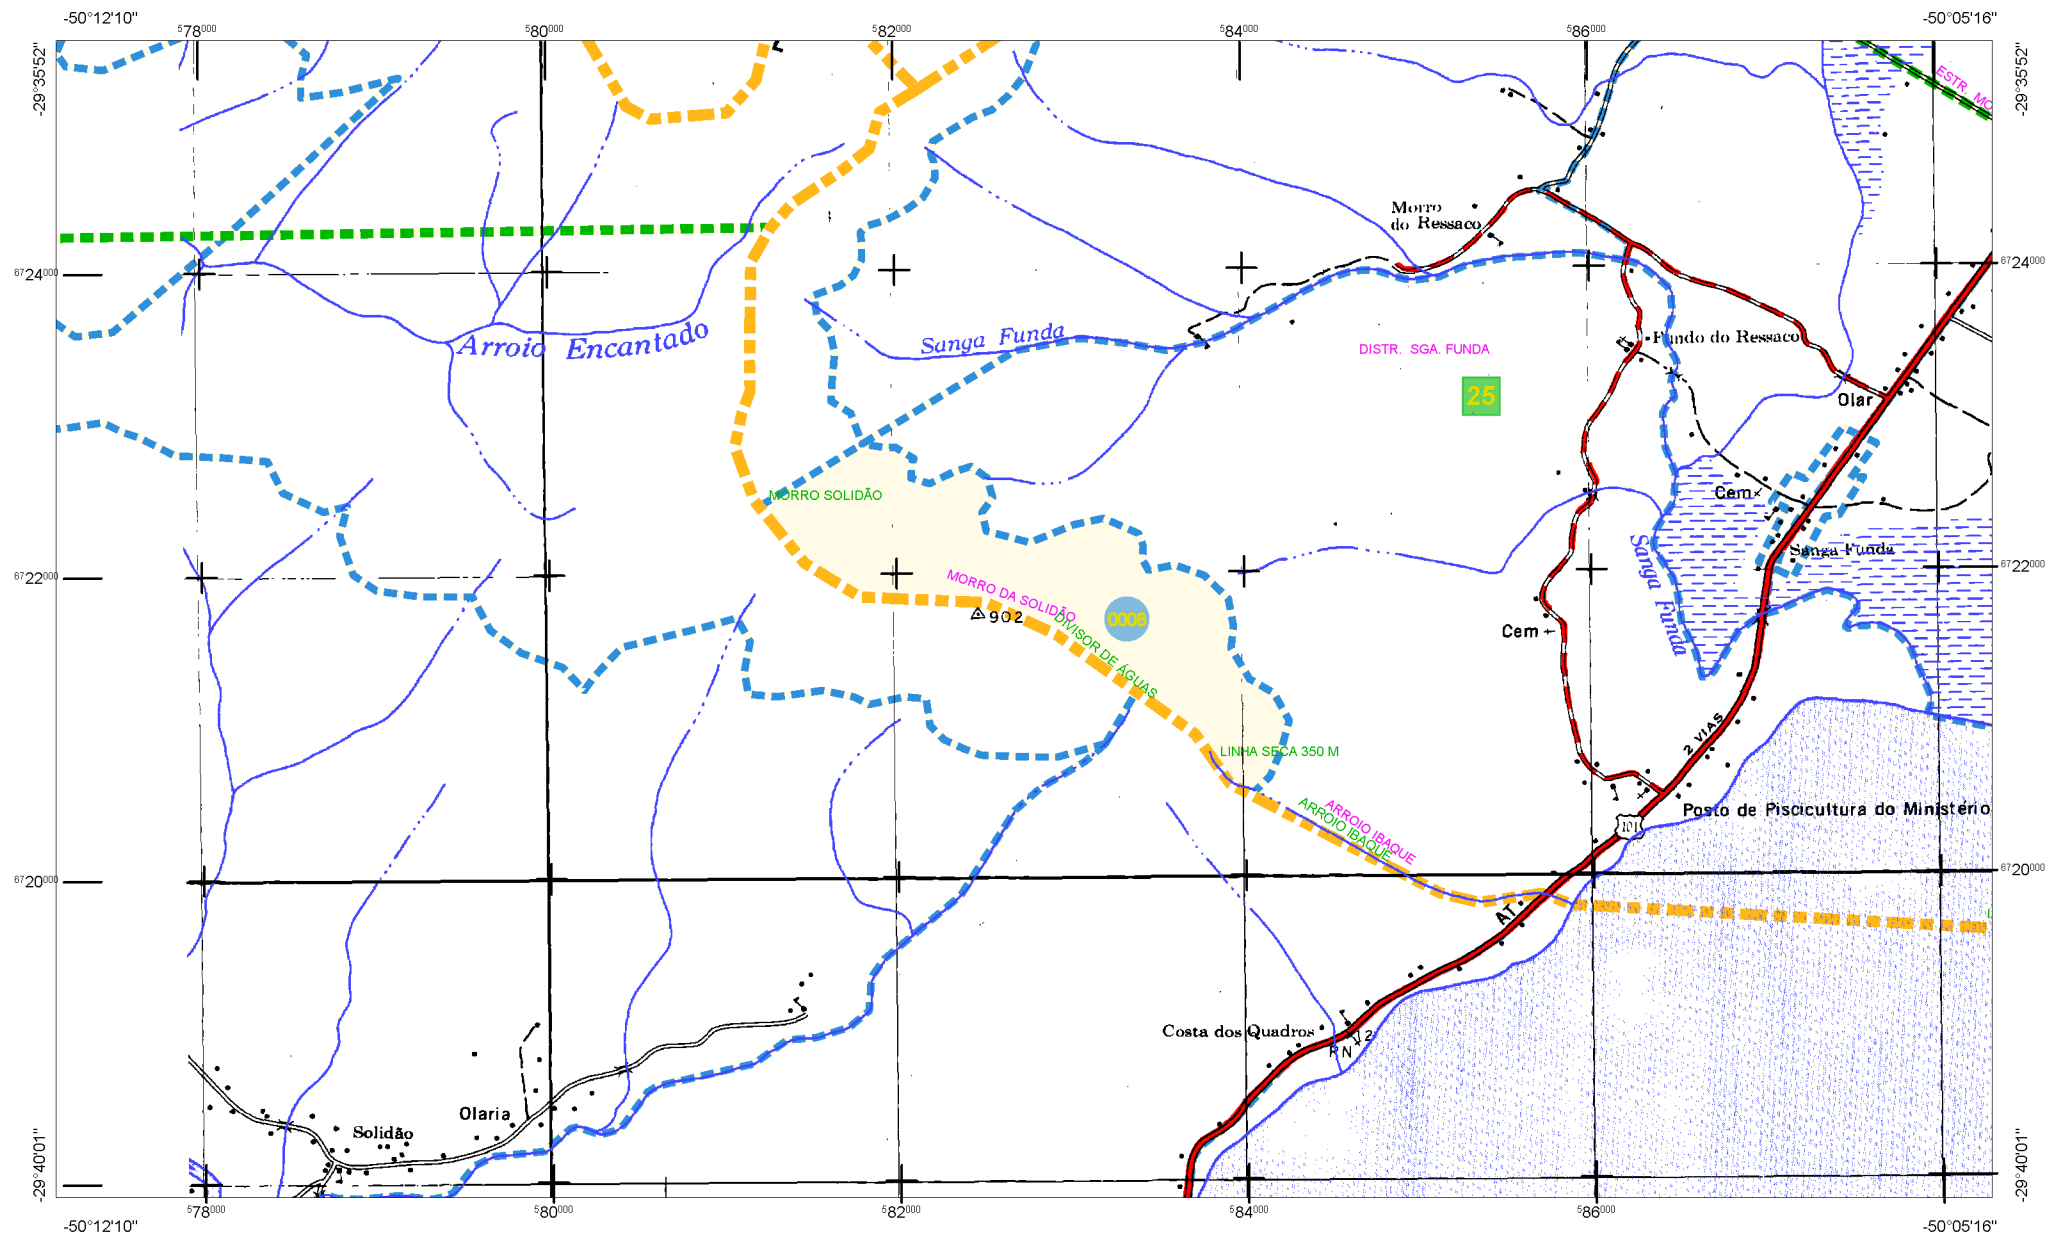 -50°12'10"
-50°05'16"
578000
580000
582000
584000
586000
-29°35'52"
-29°35'52"
ESTR. MO
Morro
do Ressaco
6724000
6724000
Arroio Encantado
Sanga Funda
DISTR. SGA. FUNDA
Fundo do Ressaco
25
Olar
MORRO SOLIDÃO
Cem
Sanga Funda
Sanga Funda
6722000
6722000
MORRO DA SOLIDÃO
902
0008
DIVISOR DE ÁGUAS
Cem
2 VIAS
LINHA SECA 350 M
ARROIO IBAQUE
ARROIO IBAQUE
Posto de Piscicultura do Ministério
101
6720000
6720000
AT
L
Costa dos Quadros
12
RN
Olaria
Solidão
-29°40'01"
-29°40'01"
578000
580000
582000
584000
586000
-50°12'10"
-50°05'16"